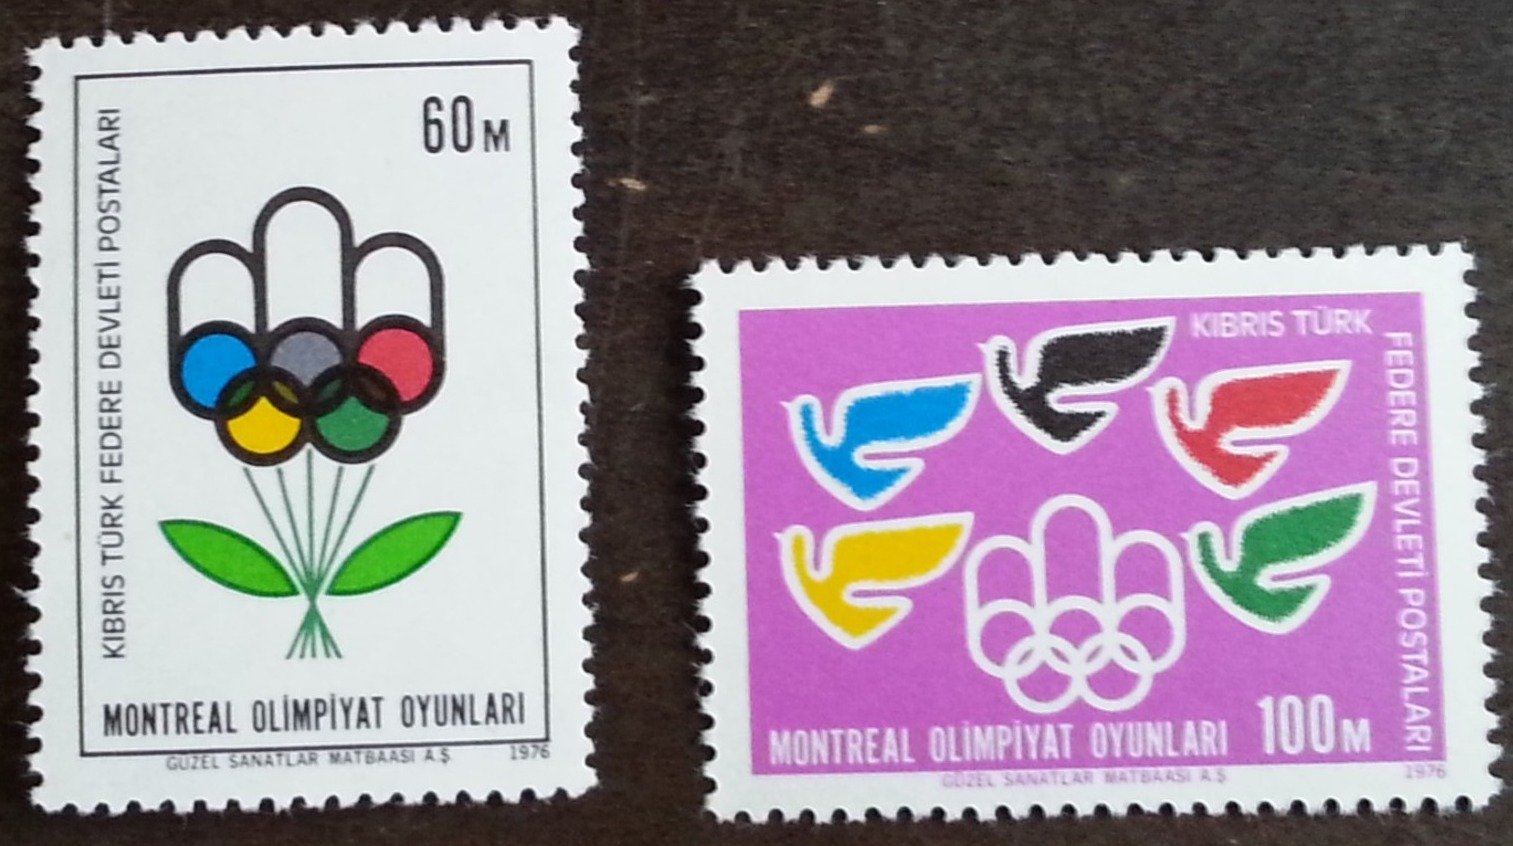 60M
KIBRIS TÜRK FEDERE DEVLETİ POSTALARI
MONTREAL OLİMPİYAT OYUNLARI
GÜZEL SANATLAR MATBAASI A.Ş 1976
KIBRIS TÜRK
FEDERE DEVLETİ POSTALARI
MONTREAL OLİMPİYAT OYUNLARI 100M
GÜZEL SANATLAR MATBAASI A.Ş 1976